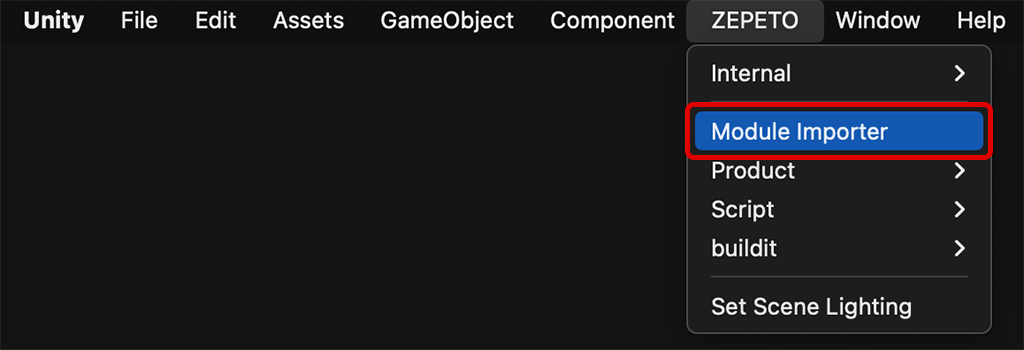 Unity File Edit Assets GameObject Component ZEPETO Window Help
Internal
Module Importer
Product
Script
buildit
Set Scene Lighting